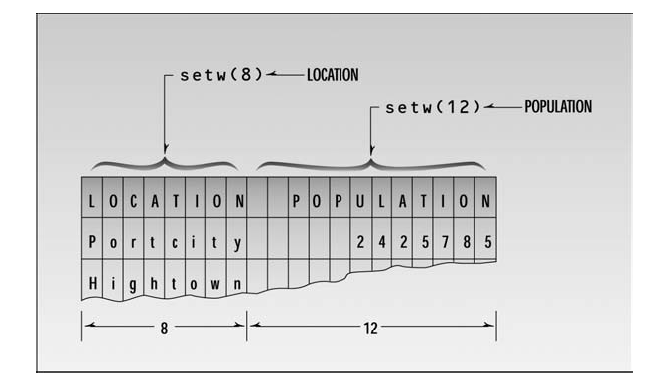 setw(8) LOCATION
setw(12) POPULATION
LOCATION POPULATION
Portcity 2425785
Hightown
8 12